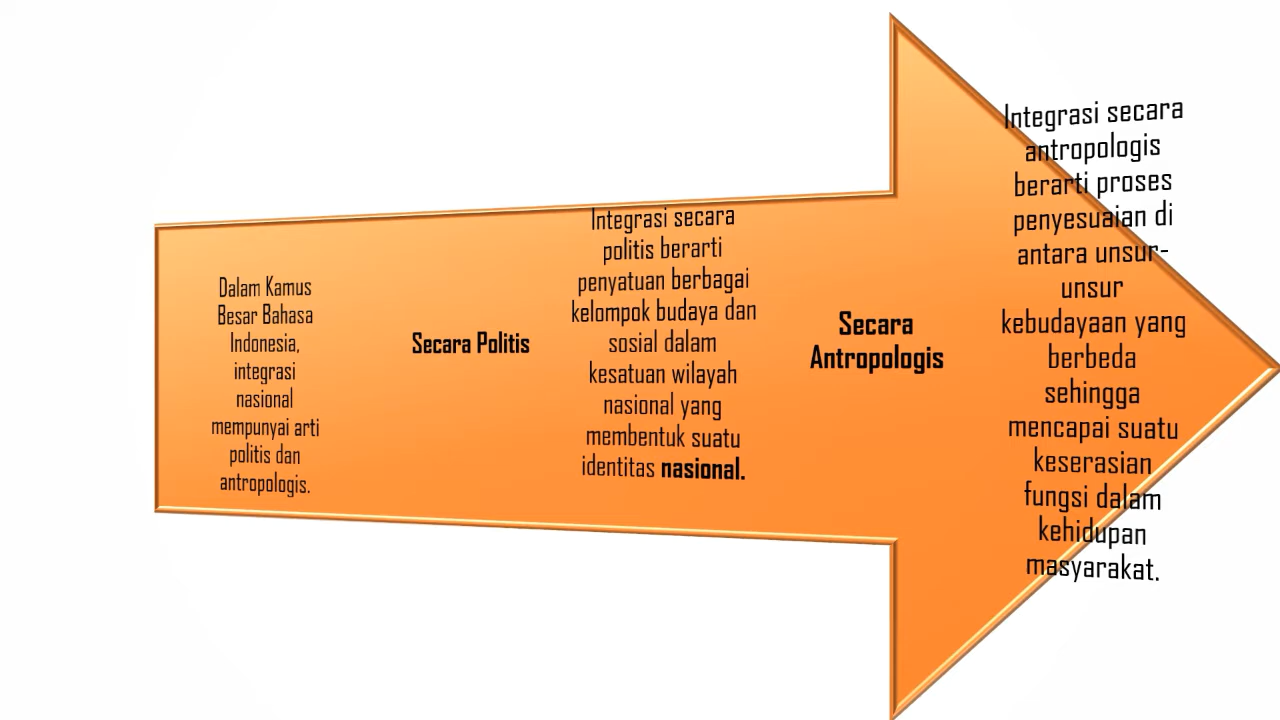 Dalam Kamus
Besar Bahasa
Indonesia,
integrasi
nasional
mempunyai arti
politis dan
antropologis.
Secara Politis
Integrasi secara
politis berarti
penyatuan berbagai
kelompok budaya dan
sosial dalam
kesatuan wilayah
nasional yang
membentuk suatu
identitas nasional.
Secara
Antropologis
Integrasi secara
antropologis
berarti proses
penyesuaian di
antara unsur-
unsur
kebudayaan yang
berbeda
sehingga
mencapai suatu
keserasian
fungsi dalam
kehidupan
masyarakat.